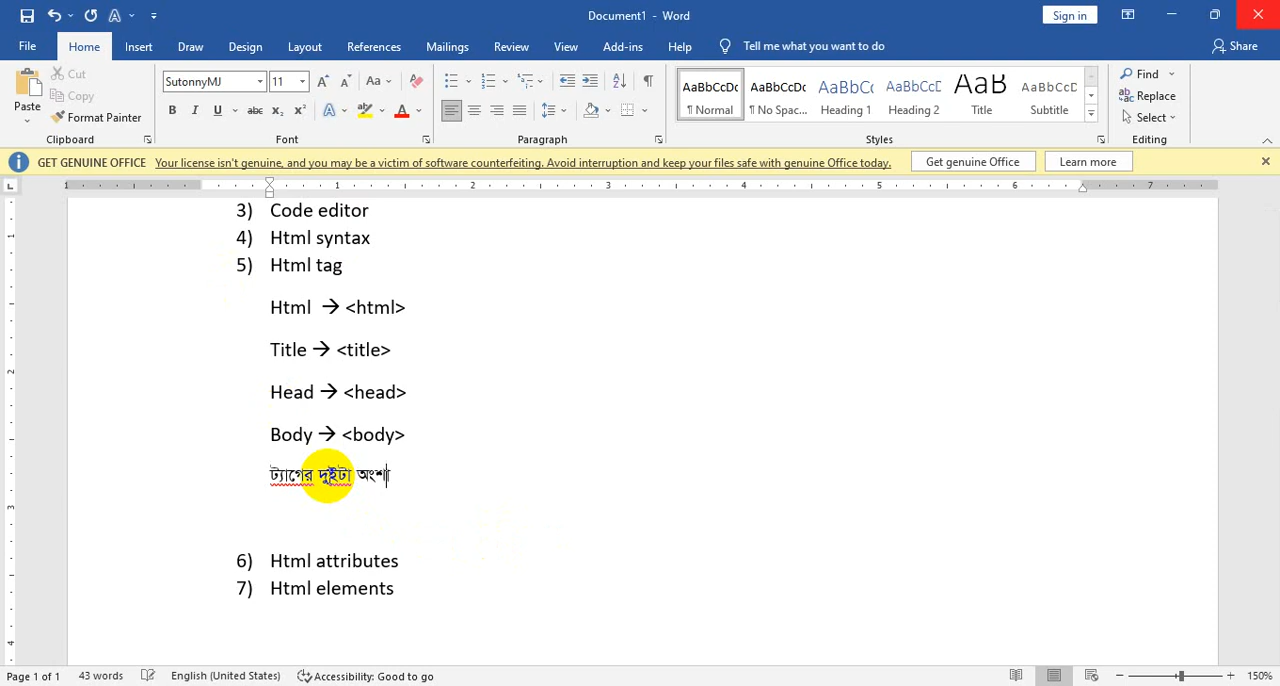 Document1 - Word
Sign in
File Home Insert Draw Design Layout References Mailings Review View Add-ins Help Tell me what you want to do Share
Paste
Cut
Copy
Format Painter
SutonnyMJ 11
AaBbCcDc
¶ Normal
AaBbCcDc
¶ No Spac...
AaBbCc
Heading 1
AaBbCcD
Heading 2
AaB
Title
AaBbCcD
Subtitle
Find
Replace
Select
Clipboard Font Paragraph Styles Editing
GET GENUINE OFFICE Your license isn't genuine, and you may be a victim of software counterfeiting. Avoid interruption and keep your files safe with genuine Office today. Get genuine Office Learn more
3) Code editor
4) Html syntax
5) Html tag
Html → <html>
Title → <title>
Head → <head>
Body → <body>
ট্যাগের দুইটা অংশ
6) Html attributes
7) Html elements
Page 1 of 1 43 words English (United States) Accessibility: Good to go 150%